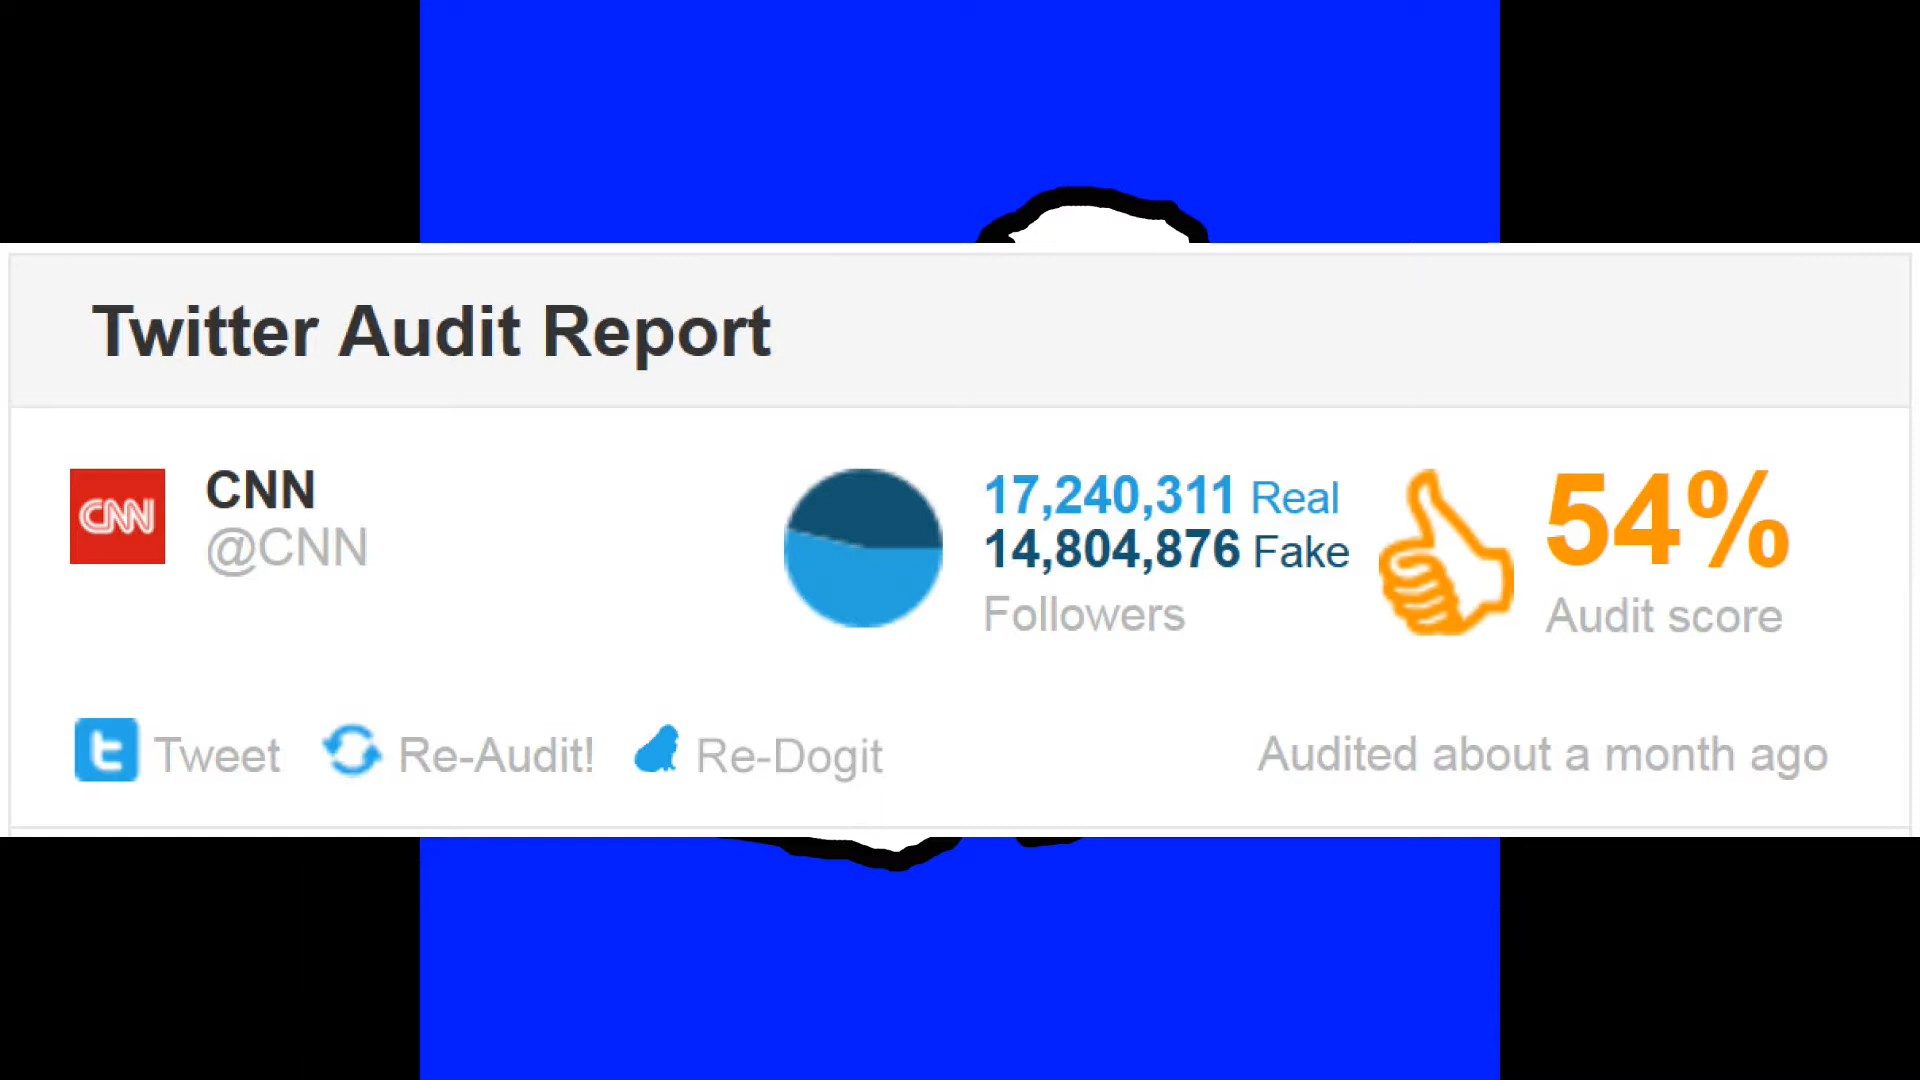 Twitter Audit Report
CNN
CNN
@CNN
17,240,311 Real
14,804,876 Fake
Followers
54%
Audit score
Tweet Re-Audit! Re-Dogit
Audited about a month ago